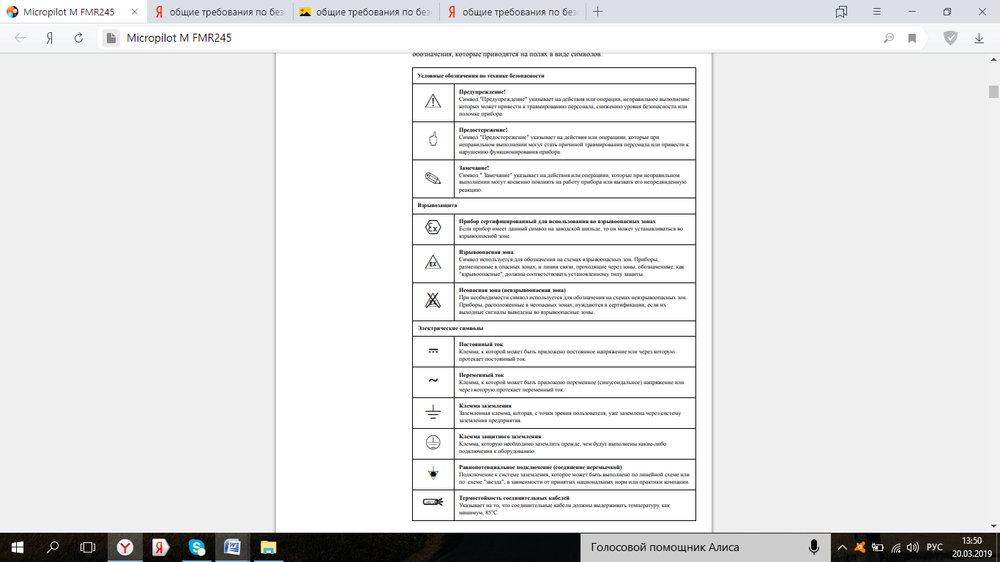 Micropilot M FMR245
общие требования по без
общие требования по без
общие требования по без
Micropilot M FMR245
обозначения, которые приводятся на полях в виде символов.
Условные обозначения по технике безопасности
Предупреждение!
Символ "Предупреждение" указывает на действия или операции, неправильное выполнение
которых может привести к травмированию персонала, снижению уровня безопасности или
поломке прибора.
Предостережение!
Символ "Предостережение" указывает на действия или операциии, которые при
неправильном выполнении могут стать причиной травмирования персонала или привести к
нарушению функционирования прибора.
Замечание!
Символ " Замечание" указывает на действия или операциии, которые при неправильном
выполнении могут косвенно повлиять на работу прибора или вызвать его непредвиденную
реакцию.
Взрывозащита
Прибор сертифицированный для использования во взрывоопасных зонах
Если прибор имеет данный символ на заводской шильде, то он может устанавливаться во
взрывоопасной зоне.
Ex
Взрывоопасная зона
Символ используется для обозначения на схемах взрывоопасных зон. Приборы,
размещенные в опасных зонах, и линии связи, проходящие через зоны, обозначенные, как
"взрывоопасные", должны соответствовать установленному типу защиты.
EX
Неопасная зона (невзрывоопасная зона)
При необходимости символ используется для обозначения на схемах невзрывоопасных зон.
Приборы, расположенные в неопасных зонах, нуждаются в сертификации, если их
выходные сигналы выведены во взрывоопасные зоны.
Электрические символы
Постоянный ток
Клемма, к которой может быть приложено постоянное напряжение или через которую
протекает постоянный ток.
Переменный ток
Клемма, к которой может быть приложено переменное (синусоидальное) напряжение или
через которую протекает переменный ток.
Клемма заземления
Заземленная клемма, которая, с точки зрения пользователя, уже заземлена через систему
заземления предприятия.
Клемма защитного заземления
Клемма, которую необходимо заземлить прежде, чем будут выполнены какие-либо
подключения к оборудованию.
Равнопотенциальное подключение (соединение перемычкой)
Подключение к системе заземления, которое может быть выполнено по линейной схеме или
по схеме "звезда", в зависимости от принятых национальных норм или практики компании.
Термостойкость соединительных кабелей
Указывает на то, что соединительные кабели должны выдерживать температуру, как
минимум, 85°C.
Голосовой помощник Алиса
РУС
13:50
20.03.2019